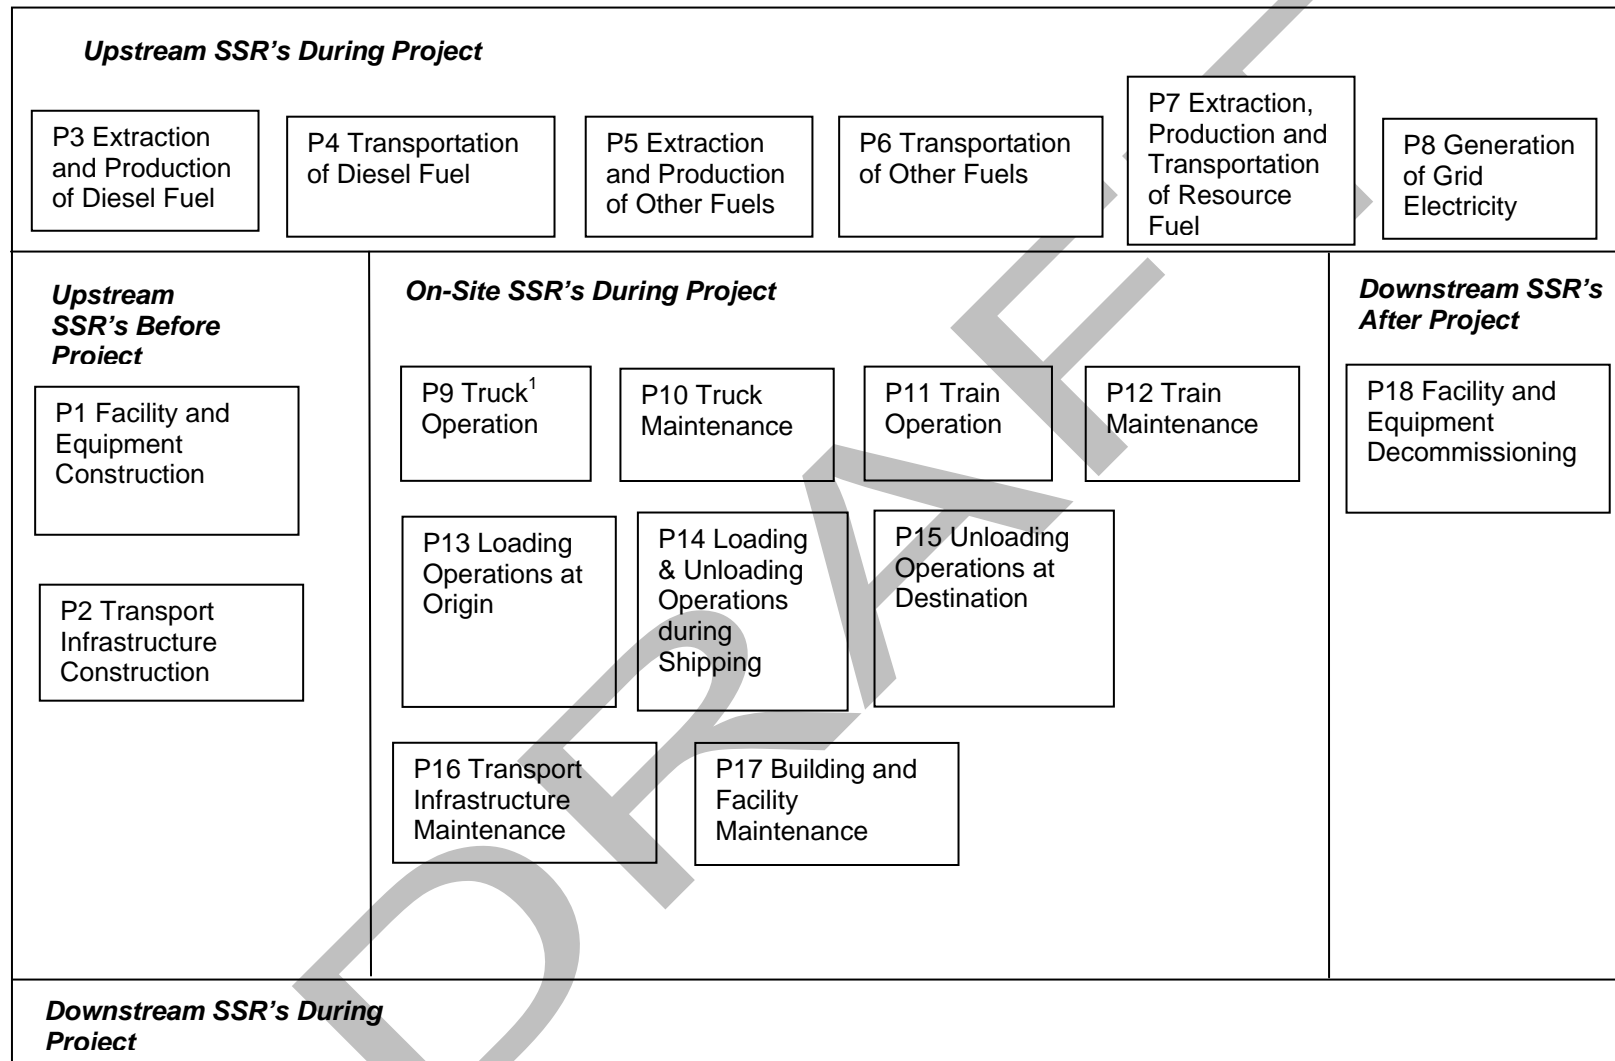 Upstream SSR's During Project
P3 Extraction
and Production
of Diesel Fuel
P4 Transportation
of Diesel Fuel
P5 Extraction
and Production
of Other Fuels
P6 Transportation
of Other Fuels
P7 Extraction,
Production and
Transportation
of Resource
Fuel
P8 Generation
of Grid
Electricity
Upstream
SSR's Before
Project
P1 Facility and
Equipment
Construction
P2 Transport
Infrastructure
Construction
On-Site SSR's During Project
P9 Truck¹
Operation
P10 Truck
Maintenance
P11 Train
Operation
P12 Train
Maintenance
P13 Loading
Operations at
Origin
P14 Loading
& Unloading
Operations
during
Shipping
P15 Unloading
Operations at
Destination
P16 Transport
Infrastructure
Maintenance
P17 Building and
Facility
Maintenance
Downstream SSR's
After Project
P18 Facility and
Equipment
Decommissioning
Downstream SSR's During
Project
DRAFT